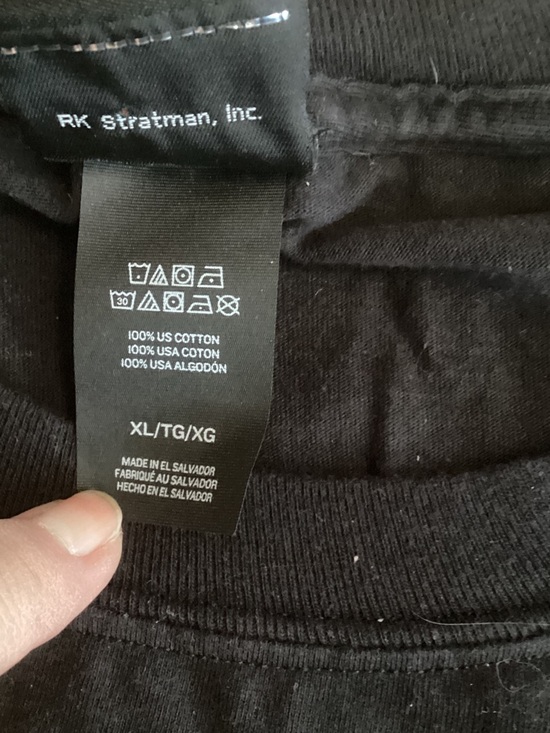 RK Stratman, Inc.
30
100% US COTTON
100% USA COTON
100% USA ALGODÓN
XL/TG/XG
MADE IN EL SALVADOR
FABRIQUÉ AU SALVADOR
HECHO EN EL SALVADOR